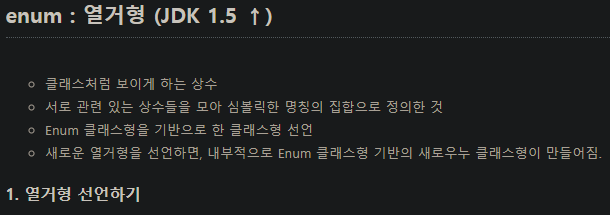 enum : 열거형 (JDK 1.5 ↑)
클래스처럼 보이게 하는 상수
서로 관련 있는 상수들을 모아 심볼릭한 명칭의 집합으로 정의한 것
Enum 클래스형을 기반으로 한 클래스형 선언
새로운 열거형을 선언하면, 내부적으로 Enum 클래스형 기반의 새로우누 클래스형이 만들어짐.
1. 열거형 선언하기